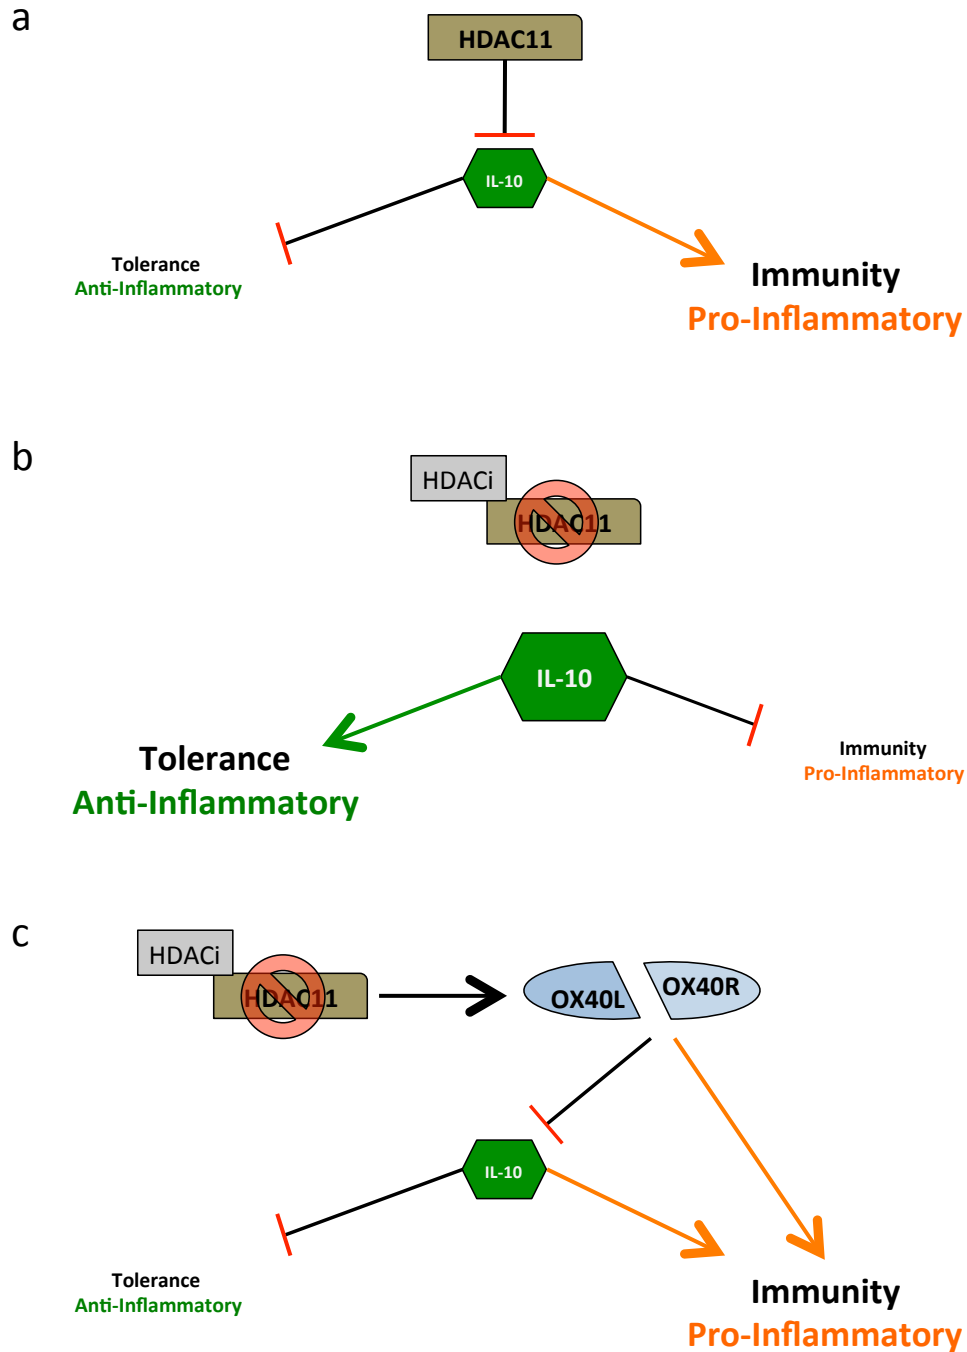 a
HDAC11
IL-10
Tolerance
Anti-Inflammatory
Immunity
Pro-Inflammatory
b
HDACi
HDAC11
IL-10
Tolerance
Anti-Inflammatory
Immunity
Pro-Inflammatory
c
HDACi
HDAC11
OX40L
OX40R
IL-10
Tolerance
Anti-Inflammatory
Immunity
Pro-Inflammatory